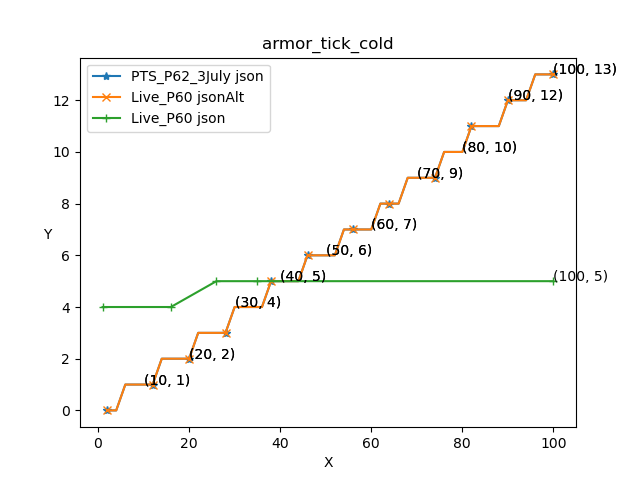 armor_tick_cold
PTS_P62_3July json
Live_P60 jsonAlt
Live_P60 json
(100, 13)
(90, 12)
(80, 10)
(70, 9)
(60, 7)
(50, 6)
(40, 5)
(100, 5)
(30, 4)
(20, 2)
(10, 1)
Y
12
10
8
6
4
2
0
0 20 40 60 80 100
X